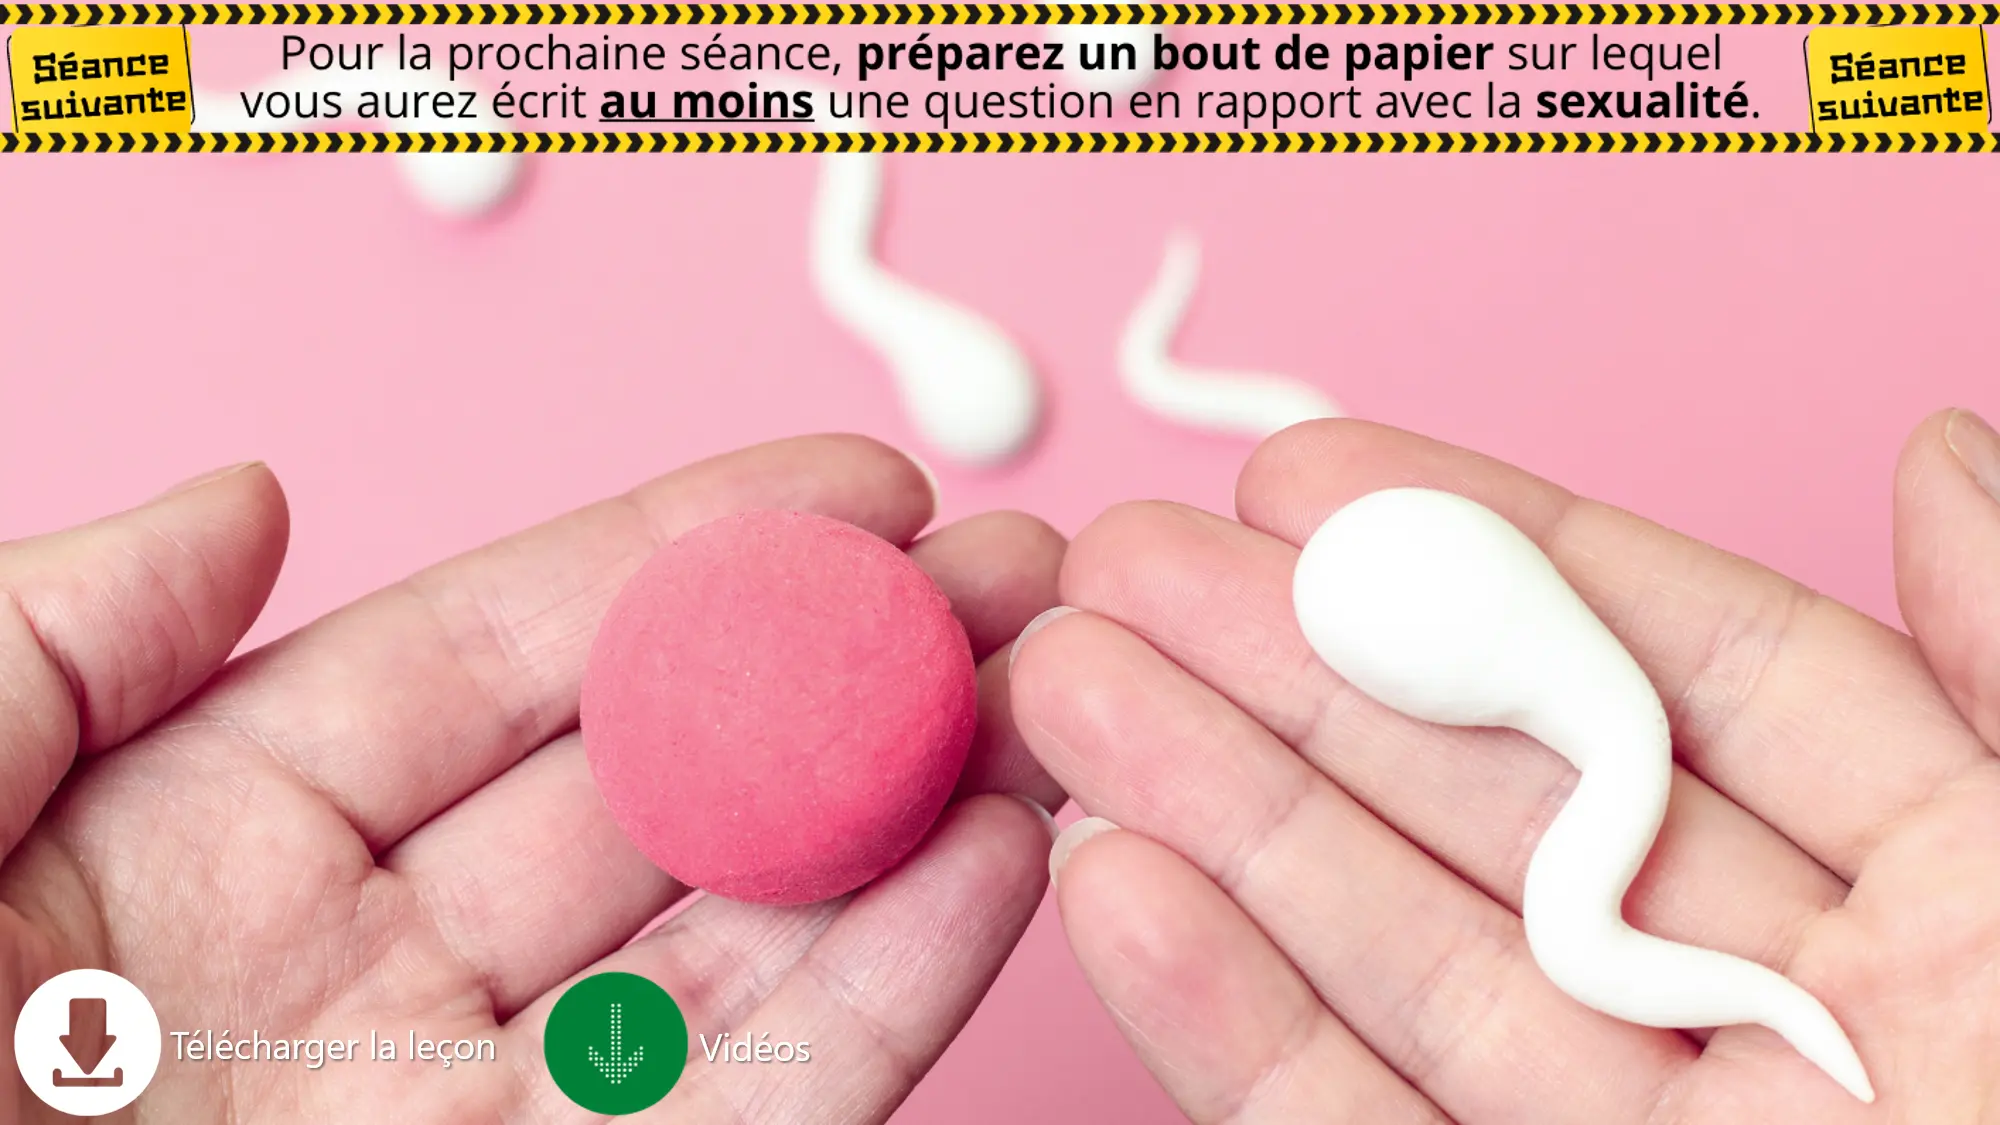 Séance
suivante
Pour la prochaine séance, préparez un bout de papier sur lequel
vous aurez écrit au moins une question en rapport avec la sexualité.
Séance
suivante
Télécharger la leçon
Vidéos